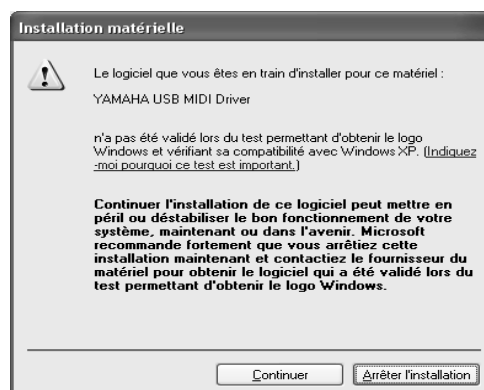 Installation matérielle
Le logiciel que vous êtes en train d'installer pour ce matériel :
YAMAHA USB MIDI Driver
n'a pas été validé lors du test permettant d'obtenir le logo
Windows et vérifiant sa compatibilité avec Windows XP. (Indiquez
-moi pourquoi ce test est important.)
Continuer l'installation de ce logiciel peut mettre en
péril ou déstabiliser le bon fonctionnement de votre
système, maintenant ou dans l'avenir. Microsoft
recommande fortement que vous arrêtiez cette
installation maintenant et contactiez le fournisseur du
matériel pour obtenir le logiciel qui a été validé lors du
test permettant d'obtenir le logo Windows.
Continuer
Arrêter l'installation